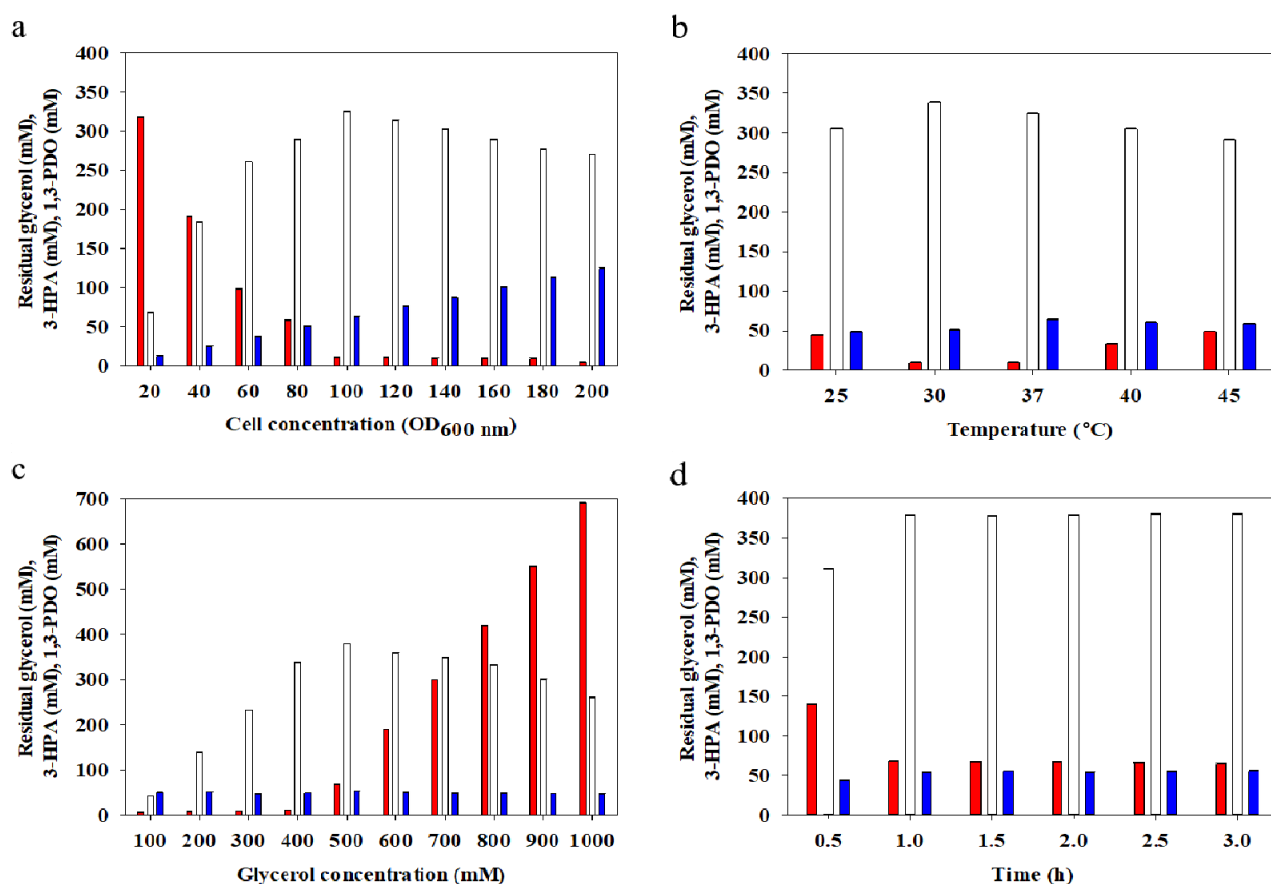 a
Residual glycerol (mM),
3-HPA (mM), 1,3-PDO (mM)
400
350
300
250
200
150
100
50
0
20 40 60 80 100 120 140 160 180 200
Cell concentration (OD600 nm)
b
Residual glycerol (mM),
3-HPA (mM), 1,3-PDO (mM)
400
350
300
250
200
150
100
50
0
25 30 37 40 45
Temperature (°C)
c
Residual glycerol (mM),
3-HPA (mM), 1,3-PDO (mM)
700
600
500
400
300
200
100
0
100 200 300 400 500 600 700 800 900 1000
Glycerol concentration (mM)
d
Residual glycerol (mM),
3-HPA (mM), 1,3-PDO (mM)
400
350
300
250
200
150
100
50
0
0.5 1.0 1.5 2.0 2.5 3.0
Time (h)